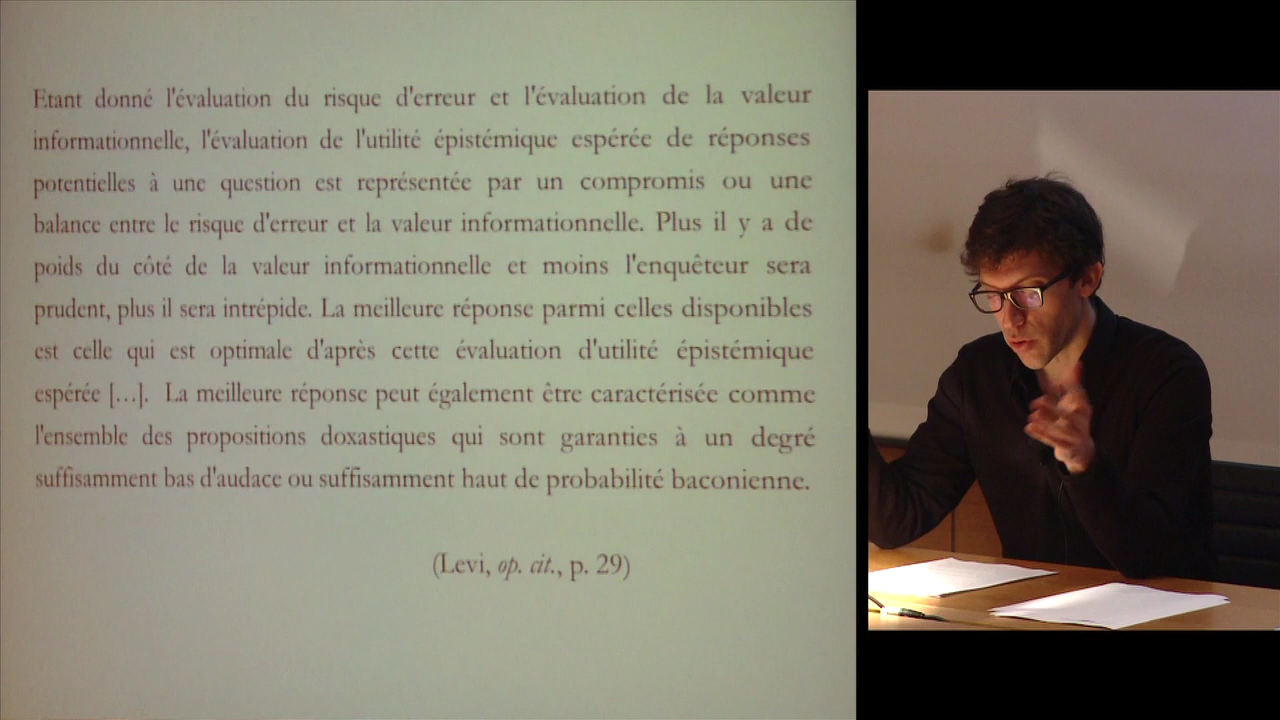 Etant donné l'évaluation du risque d'erreur et l'évaluation de la valeur
informationnelle, l'évaluation de l'utilité épistémique espérée de réponses
potentielles à une question est représentée par un compromis ou une
balance entre le risque d'erreur et la valeur informationnelle. Plus il y a de
poids du côté de la valeur informationnelle et moins l'enquêteur sera
prudent, plus il sera intrépide. La meilleure réponse parmi celles disponibles
est celle qui est optimale d'après cette évaluation d'utilité épistémique
espérée [...]. La meilleure réponse peut également être caractérisée comme
l'ensemble des propositions doxastiques qui sont garanties à un degré
suffisamment bas d'audace ou suffisamment haut de probabilité baconienne.
(Levi, op. cit., p. 29)